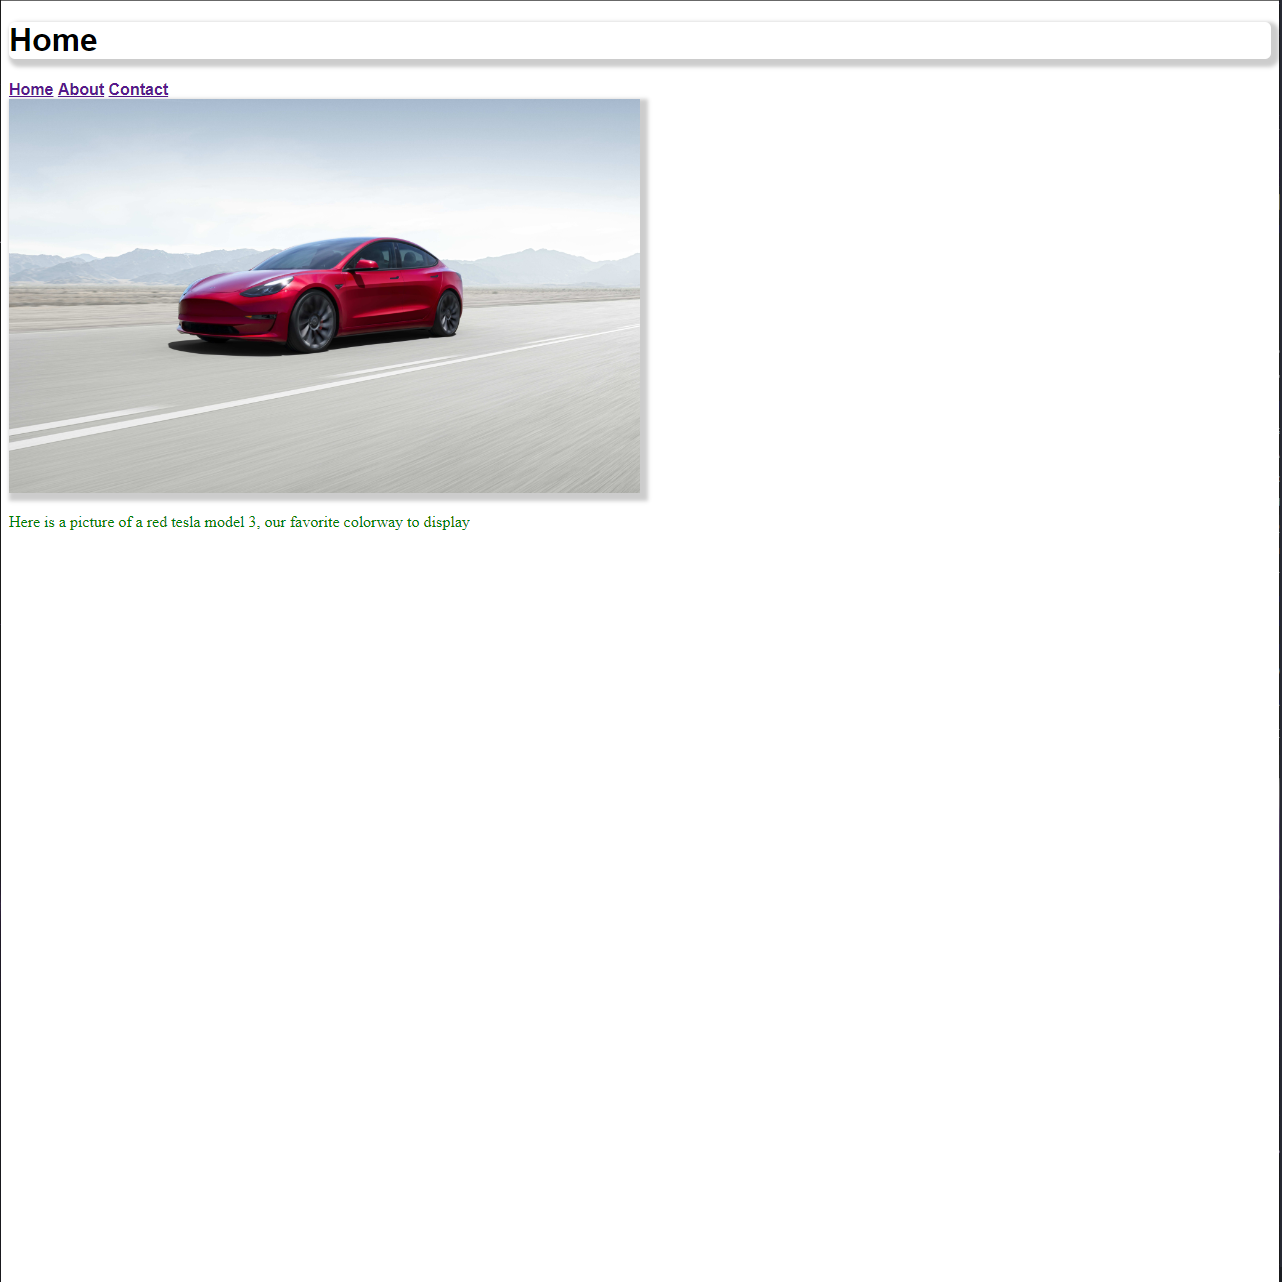 Home
Home About Contact
Here is a picture of a red tesla model 3, our favorite colorway to display